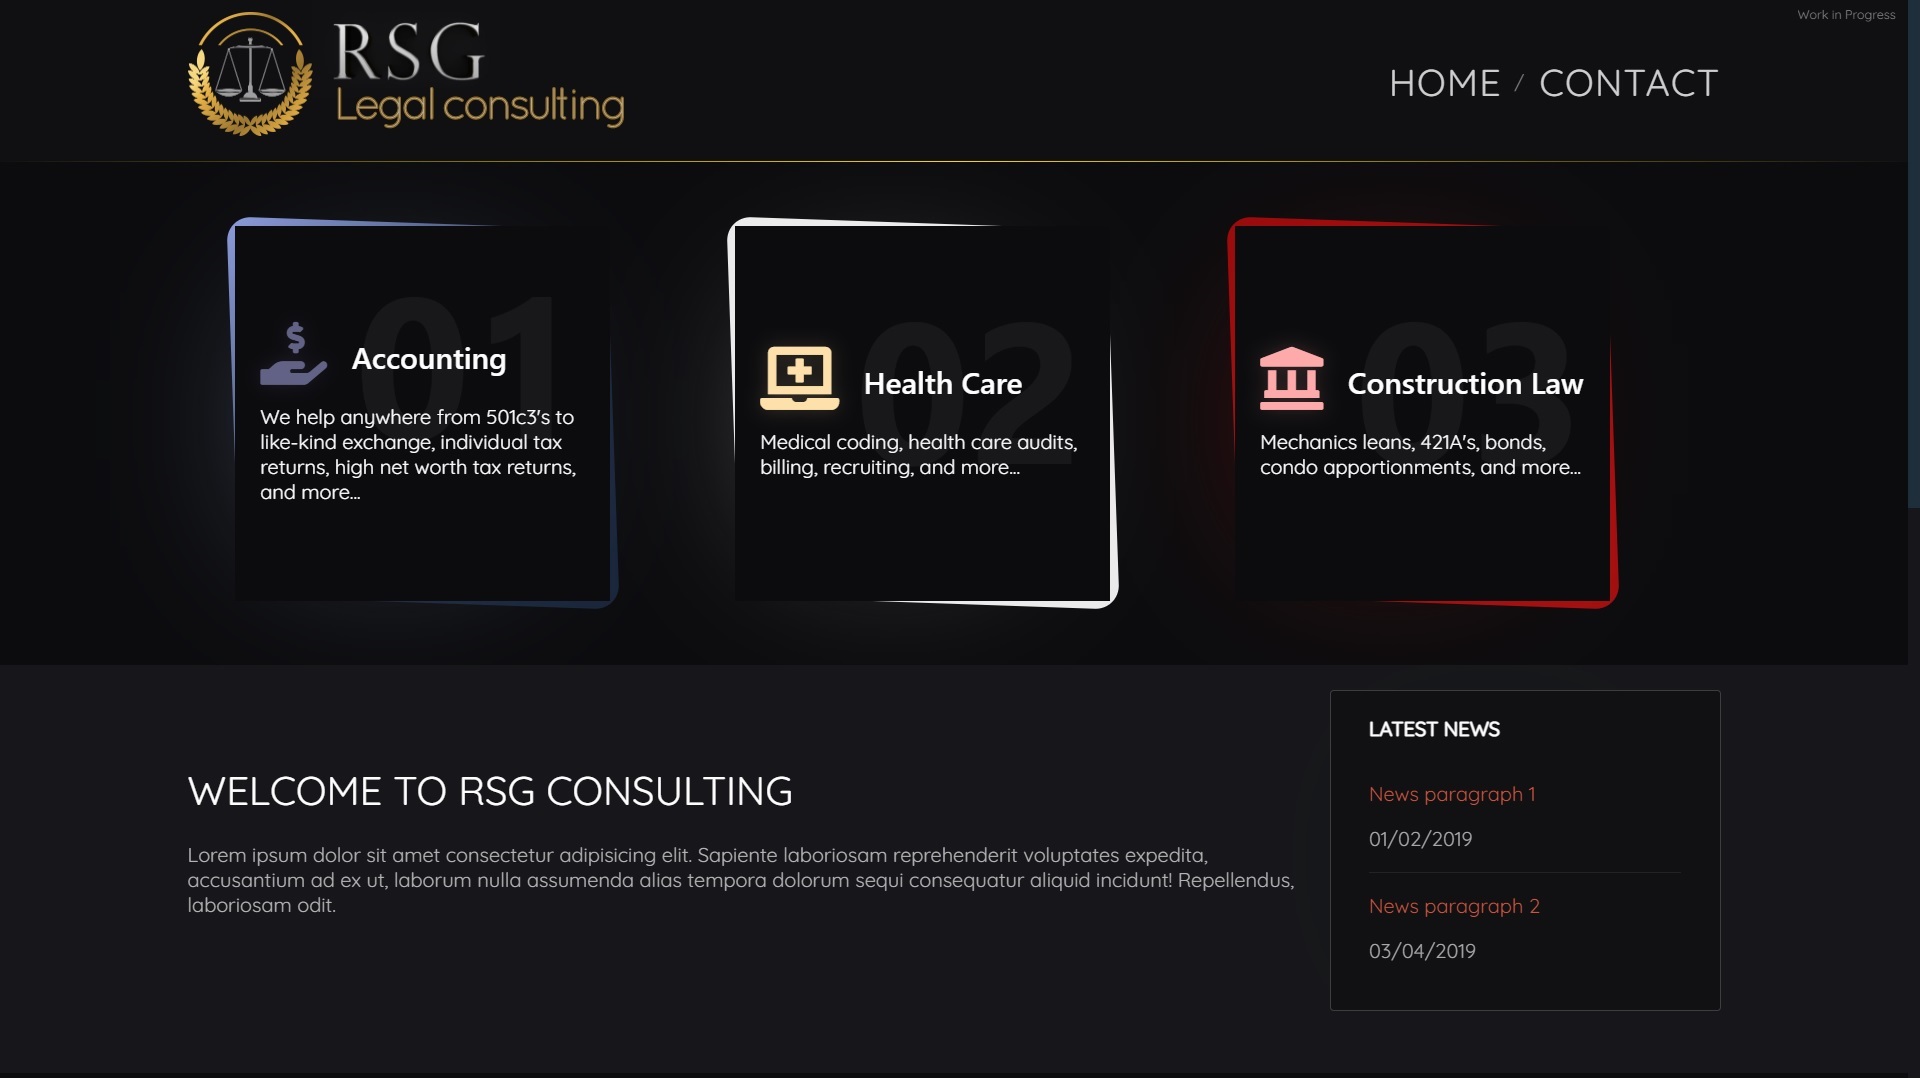 Work in Progress
RSG
Legal consulting
HOME / CONTACT
01
Accounting
We help anywhere from 501c3's to
like-kind exchange, individual tax
returns, high net worth tax returns,
and more...
02
Health Care
Medical coding, health care audits,
billing, recruiting, and more...
03
Construction Law
Mechanics leans, 421A's, bonds,
condo apportionments, and more...
WELCOME TO RSG CONSULTING
Lorem ipsum dolor sit amet consectetur adipisicing elit. Sapiente laboriosam reprehenderit voluptates expedita,
accusantium ad ex ut, laborum nulla assumenda alias tempora dolorum sequi consequatur aliquid incidunt! Repellendus,
laboriosam odit.
LATEST NEWS
News paragraph 1
01/02/2019
News paragraph 2
03/04/2019